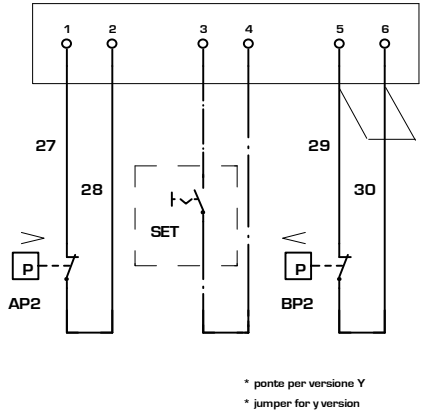 1 2 3 4 5 6
27
29
28
30
SET
>
<
P
P
AP2
BP2
* ponte per versione Y
* jumper for y version